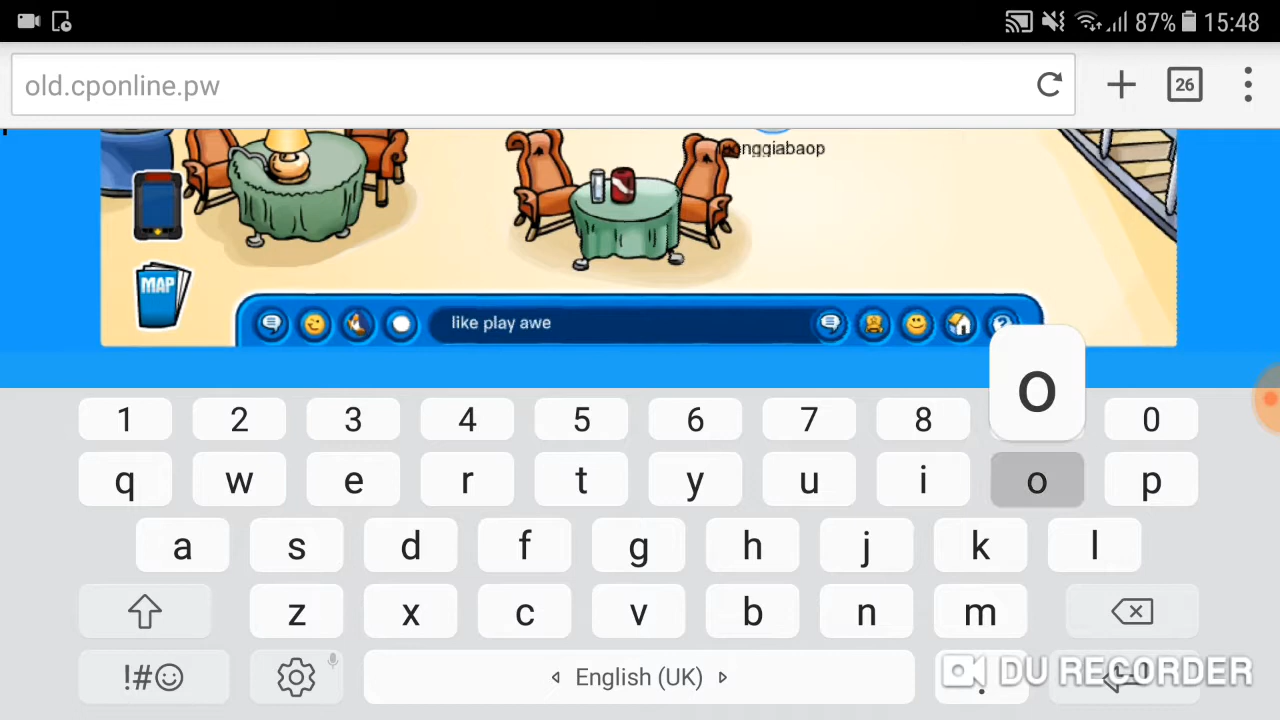 87% 15:48
old.cponline.pw
26
MAP
like play awe
o
1 2 3 4 5 6 7 8 0
q w e r t y u i o p
a s d f g h j k l
z x c v b n m
!#☺ English (UK) .
DU RECORDER